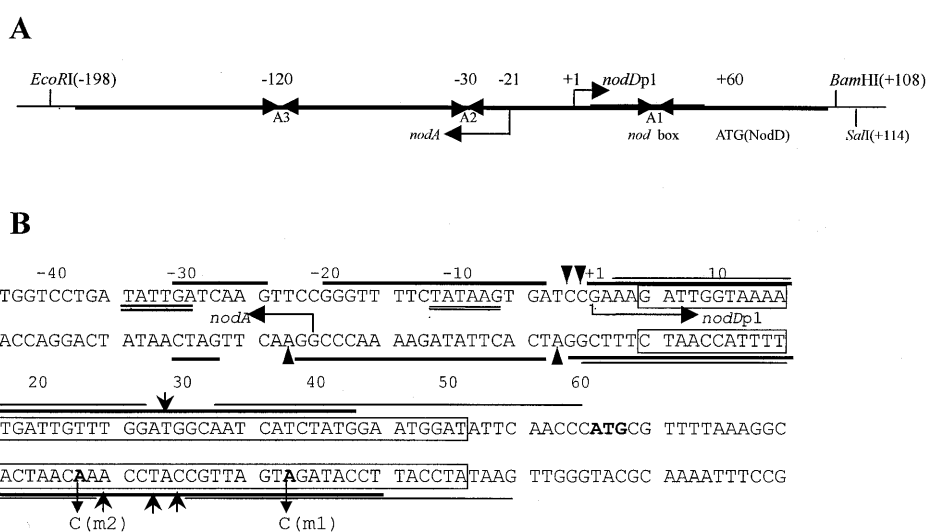 A
EcoRI(-198) -120 -30 -21 +1 nodDp1 +60 BamHI(+108)
A3 A2 A1
nodA nod box ATG(NodD) SalI(+114)
B
-40 -30 -20 -10 +1 10
TGGTCCTGA TATTGATCAA GTTCCGGGTT TTCTATAAGT GATCCGAAAG ATTGGTAAAA
nodA nodDp1
ACCAGGACT ATAACTAGTT CAAGGCCCAA AAGATATTCA CTAGGCTTTC TAACCATTTT
20 30 40 50 60
TGATTGTTT GGATGGCAAT CATCTATGGA ATGGATATTC AACCCATGCG TTTTAAAGGC
ACTAACAAA CCTACCGTTA GTAGATACCT TACCTATAAG TTGGGTACGC AAAATTTCCG
C(m2) C(m1)